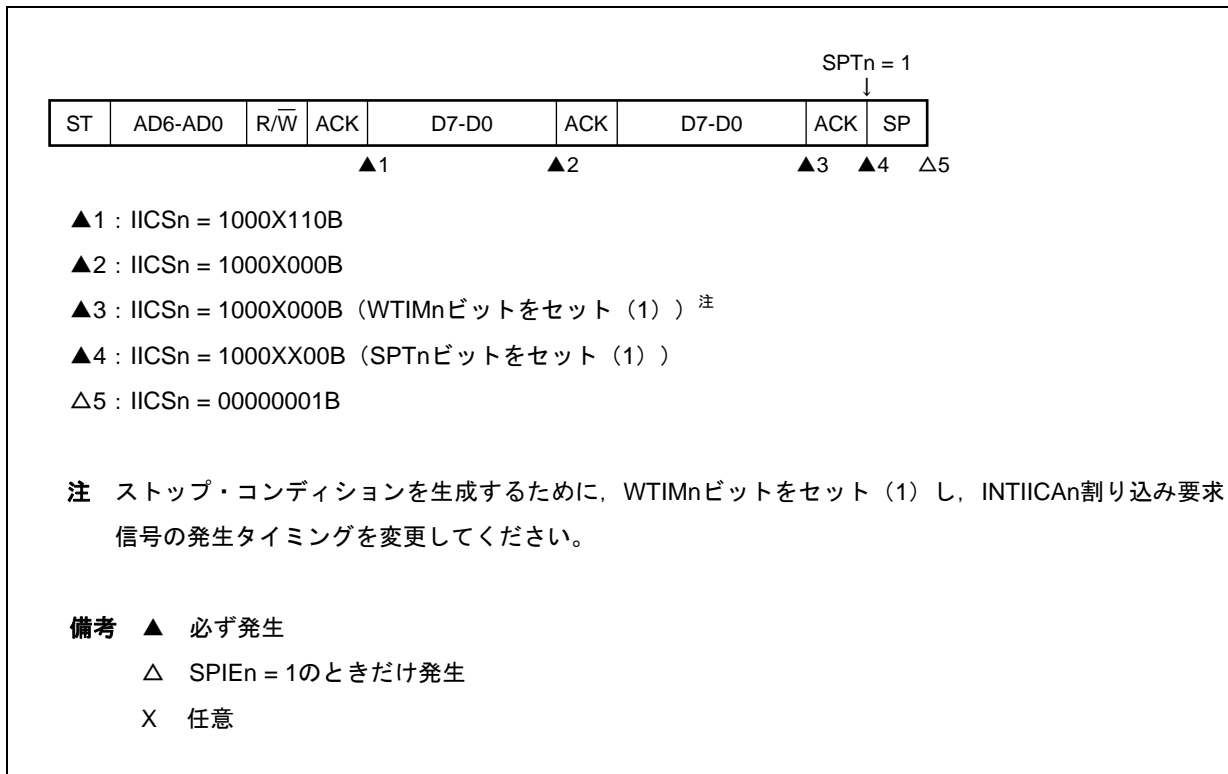 SPTn = 1
↓
ST AD6-AD0 R/W̅ ACK D7-D0 ACK D7-D0 ACK SP
▲1 ▲2 ▲3 ▲4 △5
▲1：IICSn = 1000X110B
▲2：IICSn = 1000X000B
▲3：IICSn = 1000X000B（WTIMnビットをセット（1））注
▲4：IICSn = 1000XX00B（SPTnビットをセット（1））
△5：IICSn = 00000001B
注 ストップ・コンディションを生成するために，WTIMnビットをセット（1）し，INTIICAn割り込み要求
信号の発生タイミングを変更してください。
備考 ▲ 必ず発生
△ SPIEn = 1のときだけ発生
X 任意